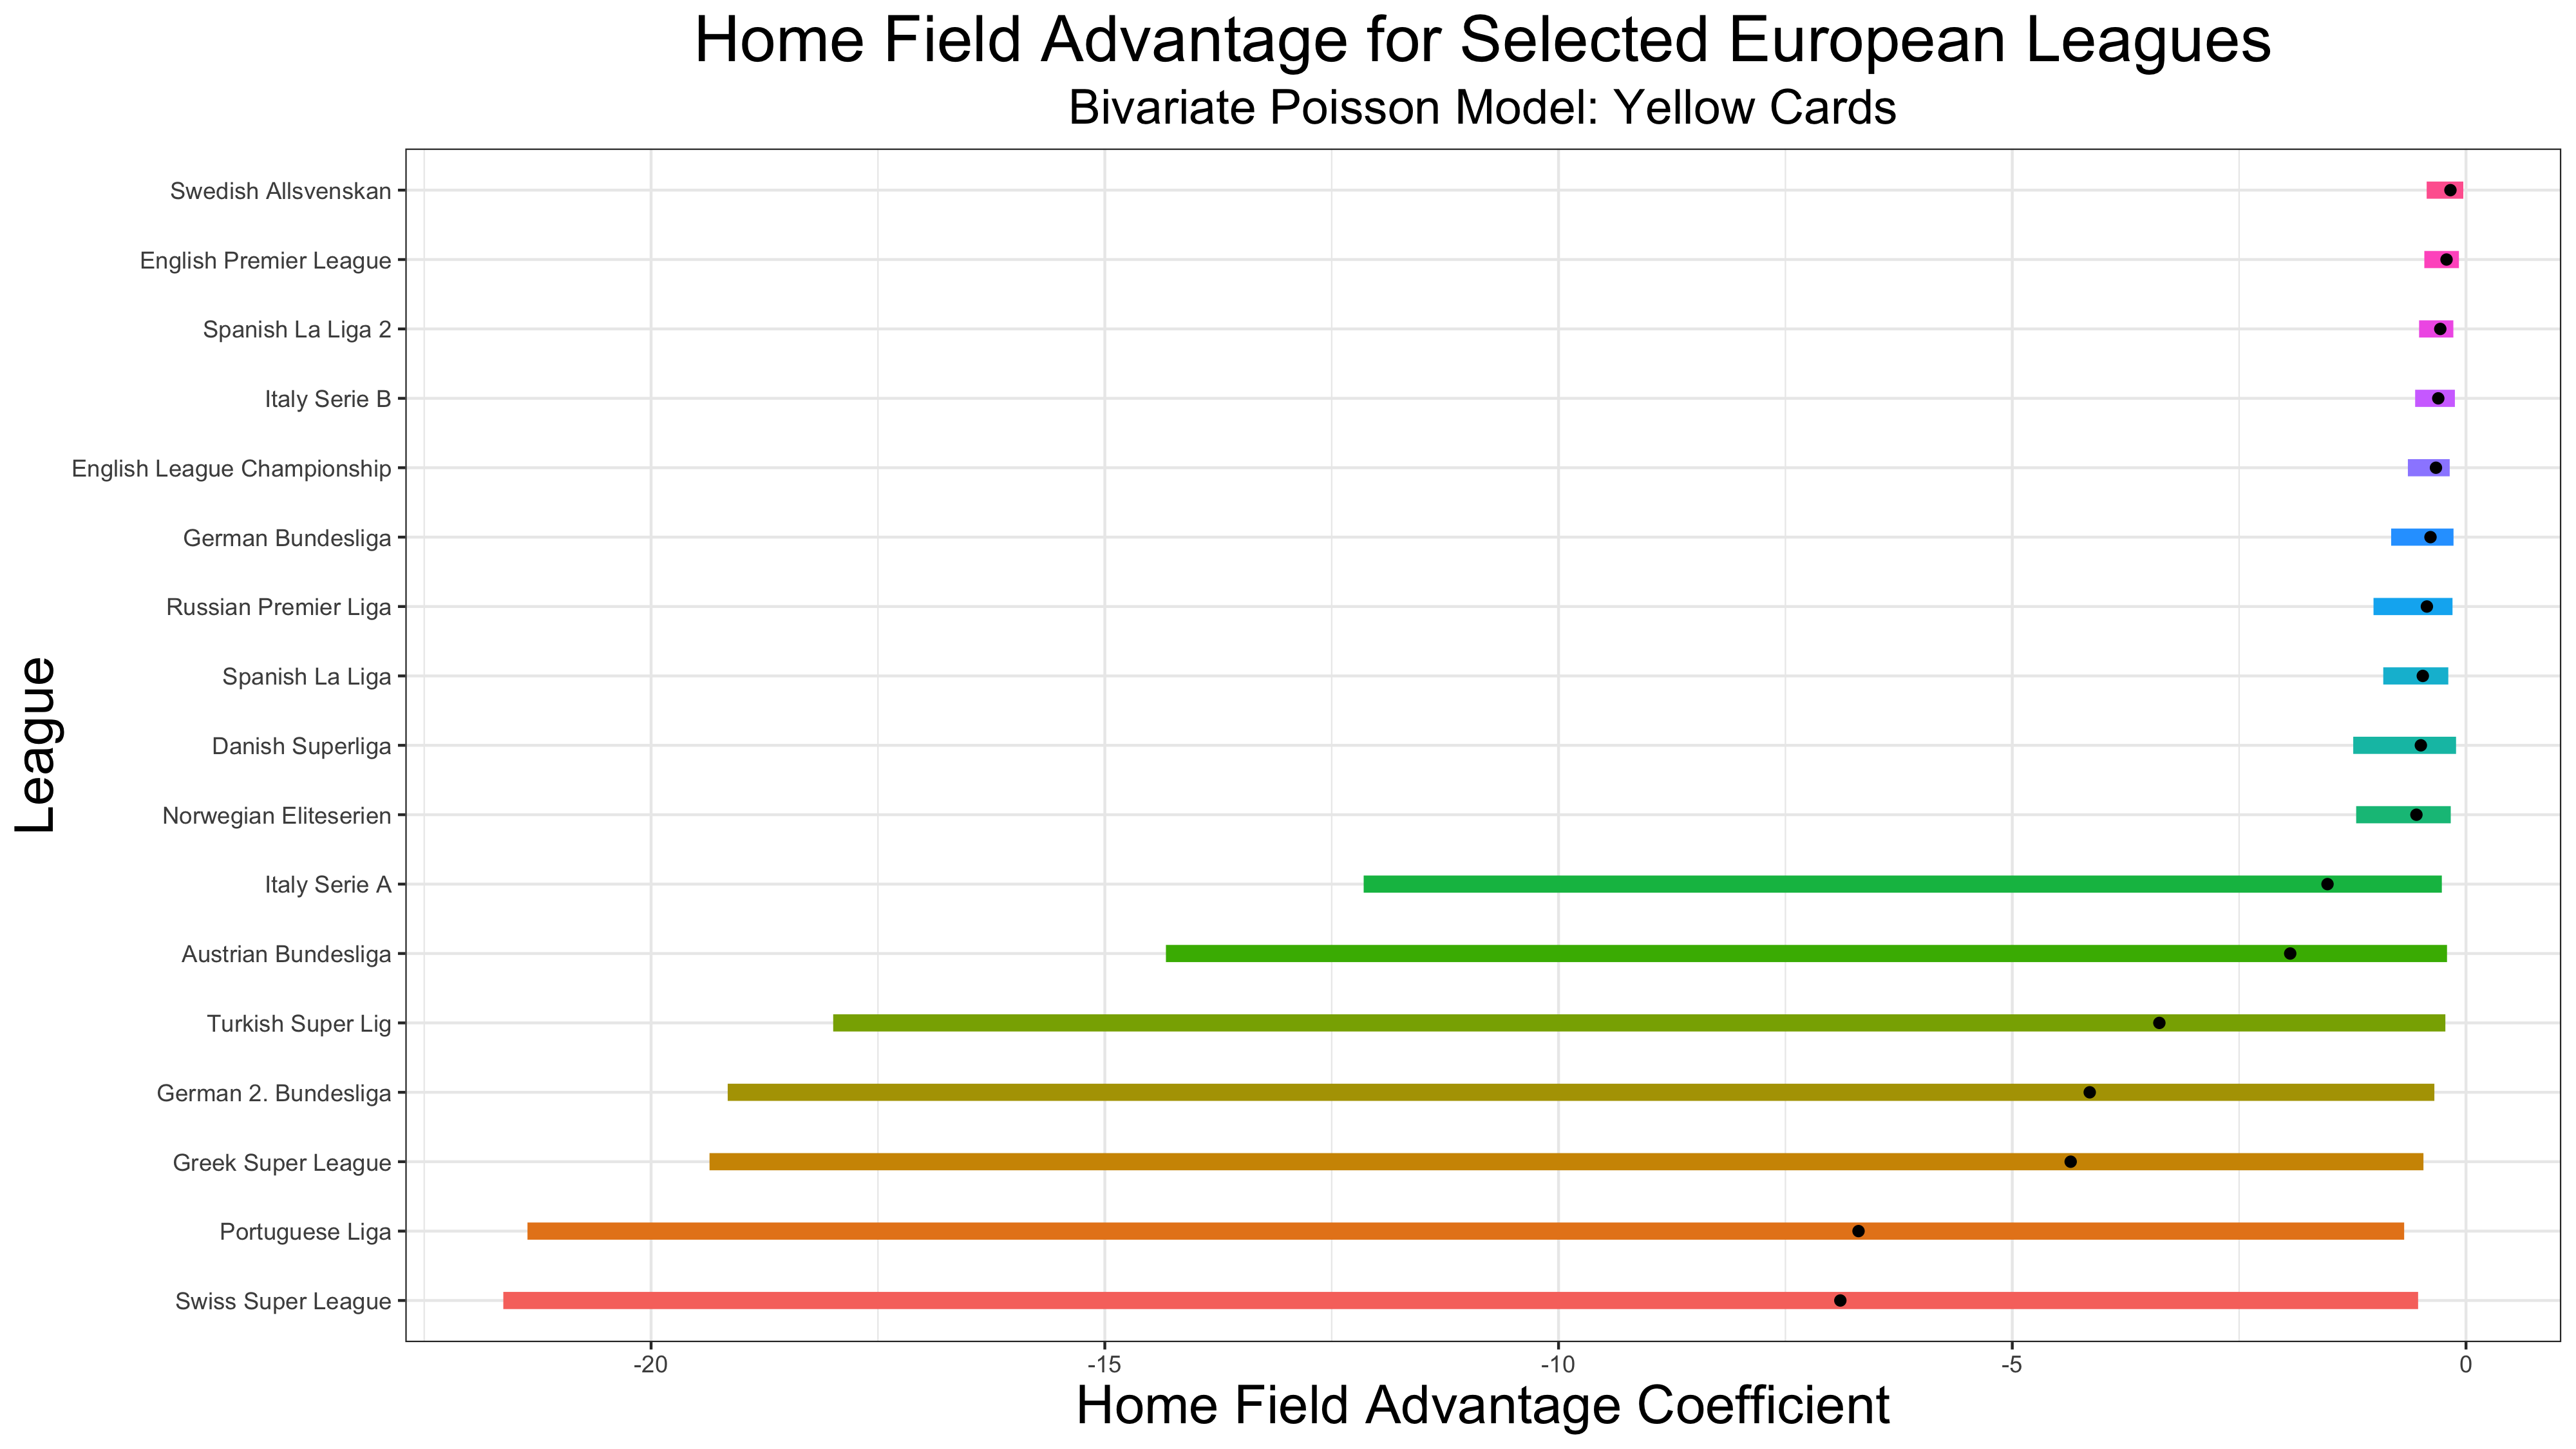 Home Field Advantage for Selected European Leagues
Bivariate Poisson Model: Yellow Cards
League
Swedish Allsvenskan
English Premier League
Spanish La Liga 2
Italy Serie B
English League Championship
German Bundesliga
Russian Premier Liga
Spanish La Liga
Danish Superliga
Norwegian Eliteserien
Italy Serie A
Austrian Bundesliga
Turkish Super Lig
German 2. Bundesliga
Greek Super League
Portuguese Liga
Swiss Super League
-20 -15 -10 -5 0
Home Field Advantage Coefficient